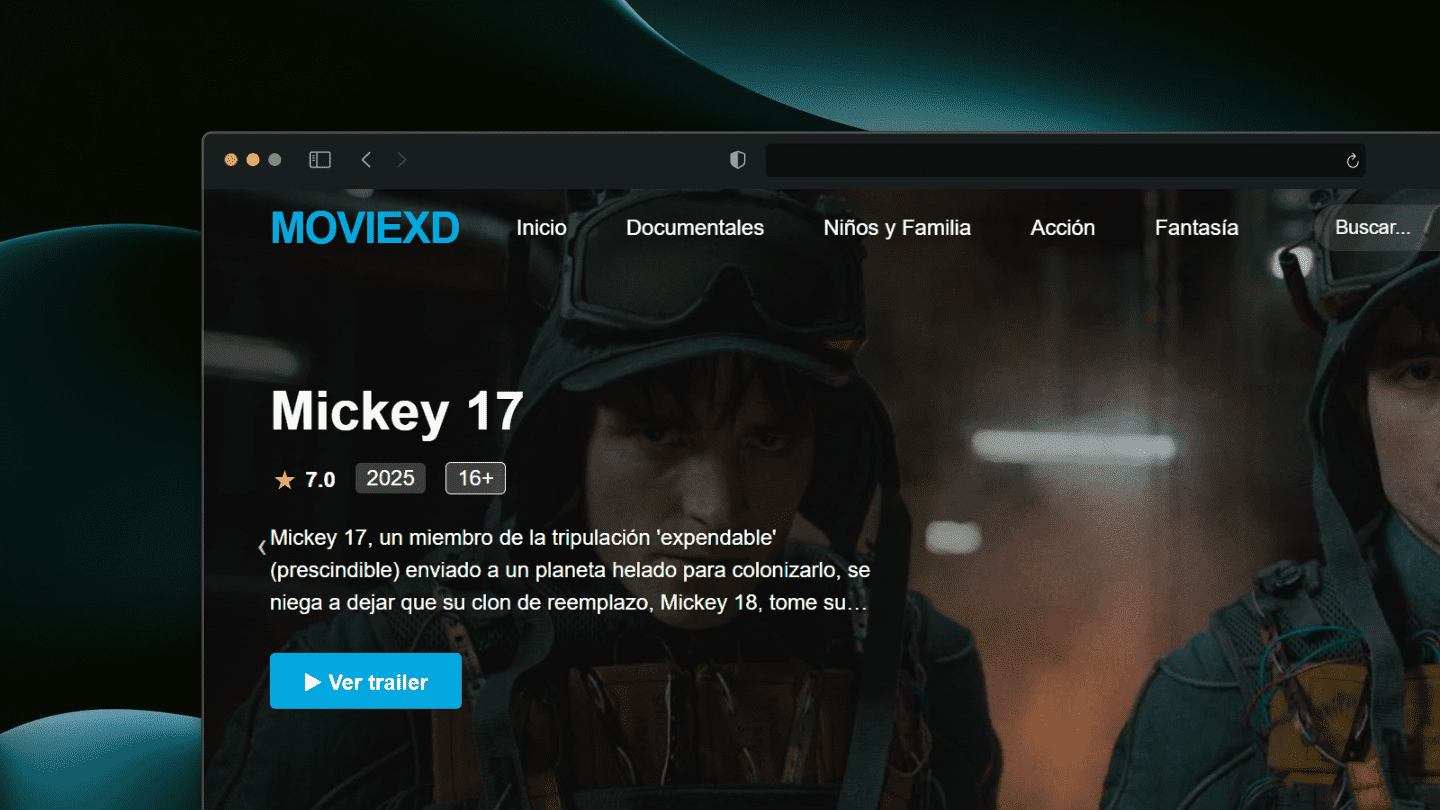 MOVIEXD
Inicio
Documentales
Niños y Familia
Acción
Fantasía
Buscar...
Mickey 17
★ 7.0
2025
16+
Mickey 17, un miembro de la tripulación 'expendable'
(prescindible) enviado a un planeta helado para colonizarlo, se
niega a dejar que su clon de reemplazo, Mickey 18, tome su…
Ver trailer